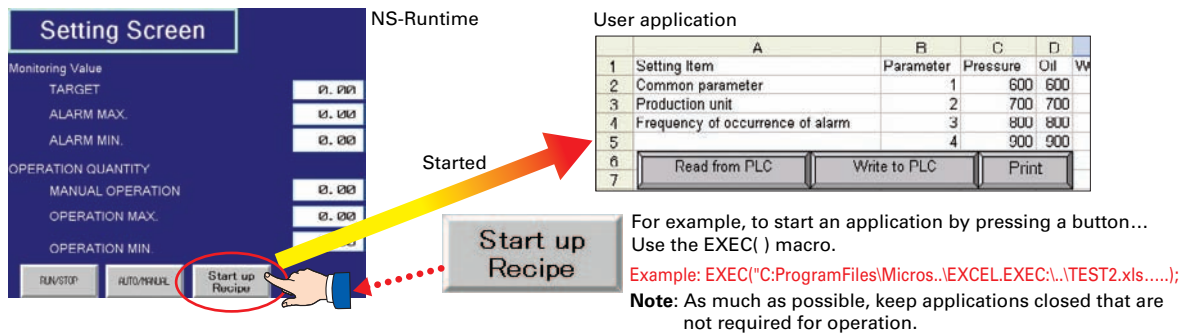 Setting Screen
NS-Runtime
Monitoring Value
TARGET 0.00
ALARM MAX. 0.00
ALARM MIN. 0.00
OPERATION QUANTITY
MANUAL OPERATION 0.00
OPERATION MAX. 0.00
OPERATION MIN.
RUN/STOP AUTO/MANUAL Start up
Recipe
Started
User application
A B C D
1 Setting Item Parameter Pressure Oil W
2 Common parameter 1 600 600
3 Production unit 2 700 700
4 Frequency of occurrence of alarm 3 800 800
5 4 900 900
6 Read from PLC Write to PLC Print
7
Start up
Recipe
For example, to start an application by pressing a button…
Use the EXEC( ) macro.
Example: EXEC("C:ProgramFiles\Micros..\EXCEL.EXEC:\..\TEST2.xls.....);
Note: As much as possible, keep applications closed that are
not required for operation.